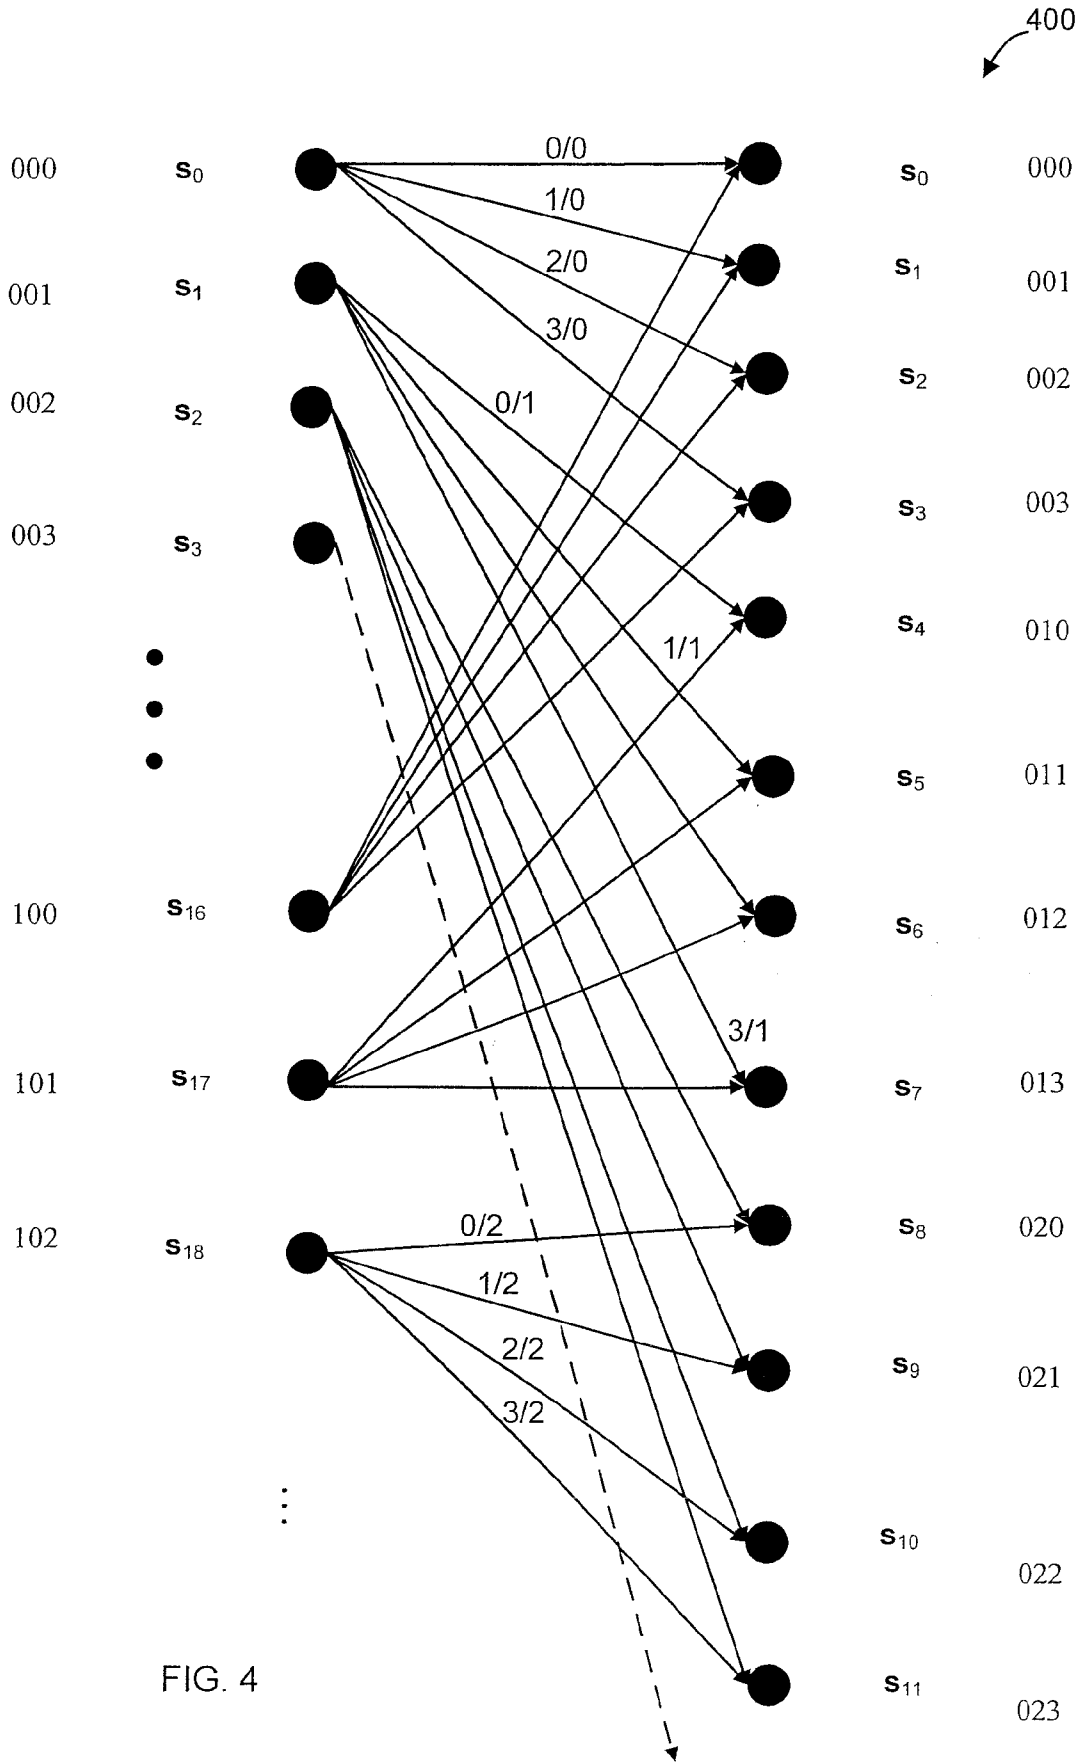 400
0/0
000 s0 s0 000
1/0
s1 001
2/0
001 s1
3/0
s2 002
002 s2
0/1
s3 003
003 s3
s4 010
1/1
s5 011
100 s16
s6 012
3/1
101 s17
s7 013
0/2
s8 020
102 s18
1/2
2/2
s9 021
3/2
s10
022
FIG. 4
s11
023